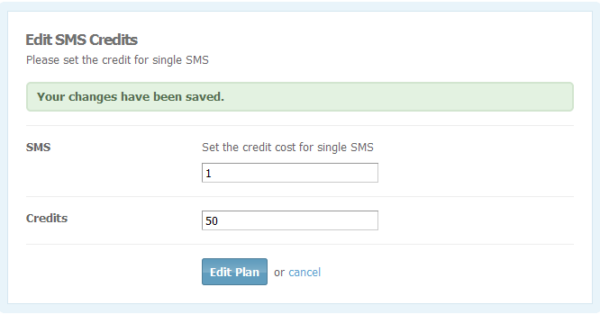 Edit SMS Credits
Please set the credit for single SMS
Your changes have been saved.
SMS
Set the credit cost for single SMS
1
Credits
50
Edit Plan or cancel